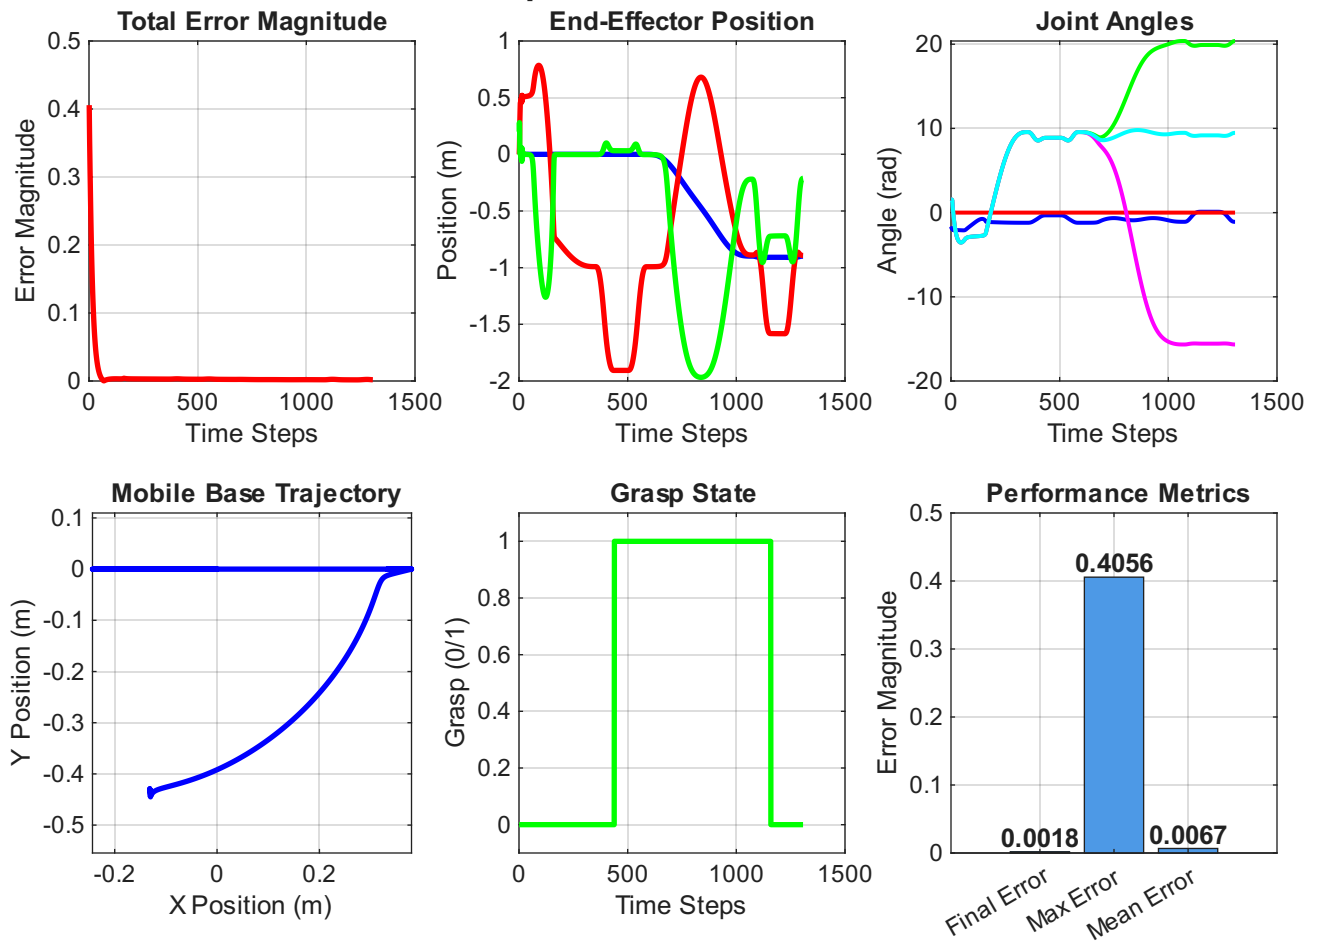 Total Error Magnitude
0.5
0.4
0.3
0.2
0.1
0
Error Magnitude
0
500
1000
1500
Time Steps
End-Effector Position
1
0.5
0
-0.5
-1
-1.5
-2
Position (m)
0
500
1000
1500
Time Steps
Joint Angles
20
10
0
-10
-20
Angle (rad)
0
500
1000
1500
Time Steps
Mobile Base Trajectory
0.1
0
-0.1
-0.2
-0.3
-0.4
-0.5
Y Position (m)
-0.2
0
0.2
X Position (m)
Grasp State
1
0.8
0.6
0.4
0.2
0
Grasp (0/1)
0
500
1000
1500
Time Steps
Performance Metrics
0.5
0.4
0.3
0.2
0.1
0
Error Magnitude
0.0018
0.4056
0.0067
Final Error
Max Error
Mean Error